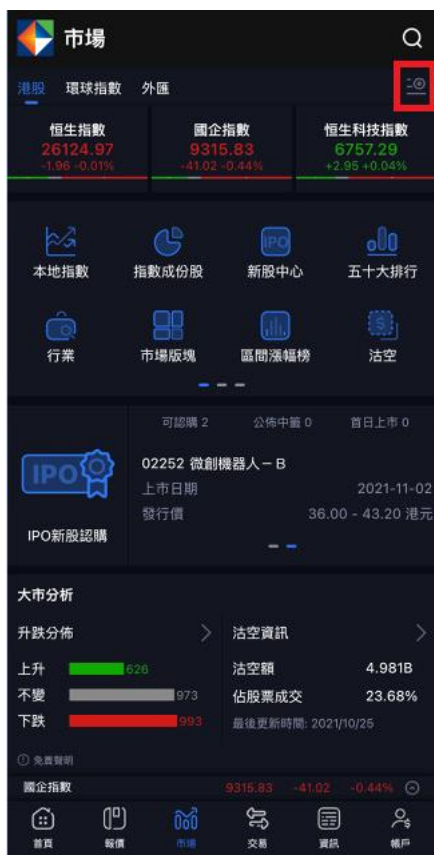 市場
港股 環球指數 外匯
恒生指數 國企指數 恒生科技指數
26124.97 9315.83 6757.29
-1.96 -0.01% -41.02 -0.44% +2.95 +0.04%
IPO
本地指數 指數成份股 新股中心 五十大排行
行業 市場版塊 區間漲幅榜 沽空
可認購 2 公佈中籤 0 首日上市 0
02252 微創機器人－B
IPO
上市日期 2021-11-02
發行價 36.00 - 43.20 港元
IPO新股認購
大市分析
升跌分佈 沽空資訊
上升 626 沽空額 4.981B
不變 973 佔股票成交 23.68%
下跌 993 最後更新時間: 2021/10/25
免責聲明
國企指數 9315.83 -41.02 -0.44%
首頁 報價 市場 交易 資訊 帳戶